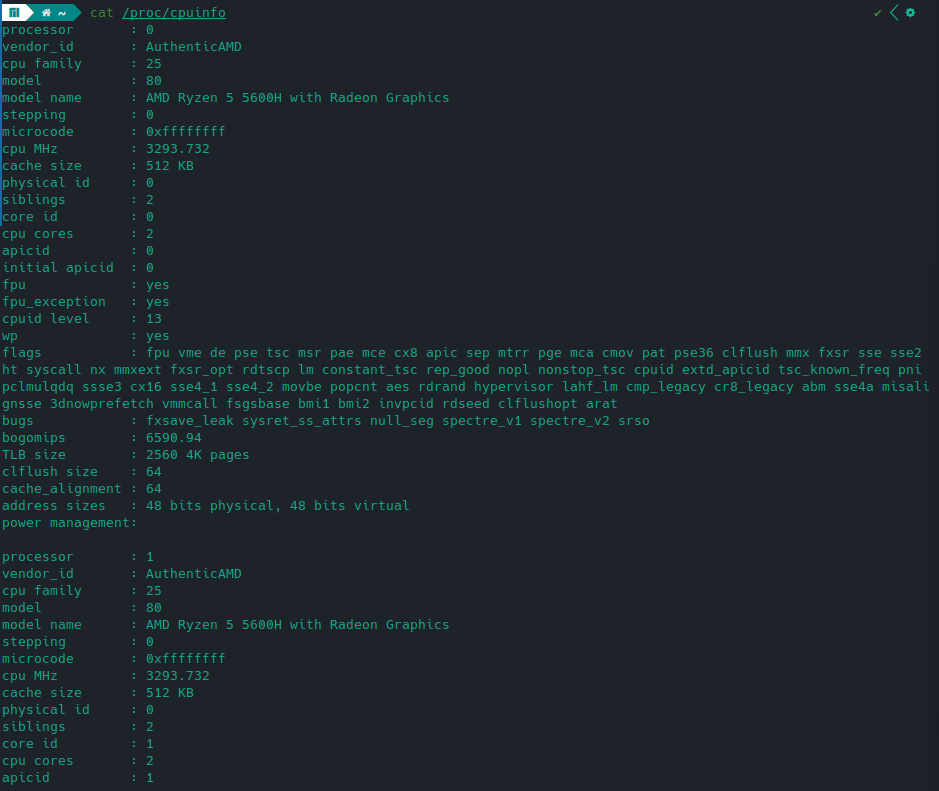 ~ cat /proc/cpuinfo ✔
processor : 0
vendor_id : AuthenticAMD
cpu family : 25
model : 80
model name : AMD Ryzen 5 5600H with Radeon Graphics
stepping : 0
microcode : 0xffffffff
cpu MHz : 3293.732
cache size : 512 KB
physical id : 0
siblings : 2
core id : 0
cpu cores : 2
apicid : 0
initial apicid : 0
fpu : yes
fpu_exception : yes
cpuid level : 13
wp : yes
flags : fpu vme de pse tsc msr pae mce cx8 apic sep mtrr pge mca cmov pat pse36 clflush mmx fxsr sse sse2
ht syscall nx mmxext fxsr_opt rdtscp lm constant_tsc rep_good nopl nonstop_tsc cpuid extd_apicid tsc_known_freq pni
pclmulqdq ssse3 cx16 sse4_1 sse4_2 movbe popcnt aes rdrand hypervisor lahf_lm cmp_legacy cr8_legacy abm sse4a misali
gnsse 3dnowprefetch vmmcall fsgsbase bmi1 bmi2 invpcid rdseed clflushopt arat
bugs : fxsave_leak sysret_ss_attrs null_seg spectre_v1 spectre_v2 srso
bogomips : 6590.94
TLB size : 2560 4K pages
clflush size : 64
cache_alignment : 64
address sizes : 48 bits physical, 48 bits virtual
power management:
processor : 1
vendor_id : AuthenticAMD
cpu family : 25
model : 80
model name : AMD Ryzen 5 5600H with Radeon Graphics
stepping : 0
microcode : 0xffffffff
cpu MHz : 3293.732
cache size : 512 KB
physical id : 0
siblings : 2
core id : 1
cpu cores : 2
apicid : 1